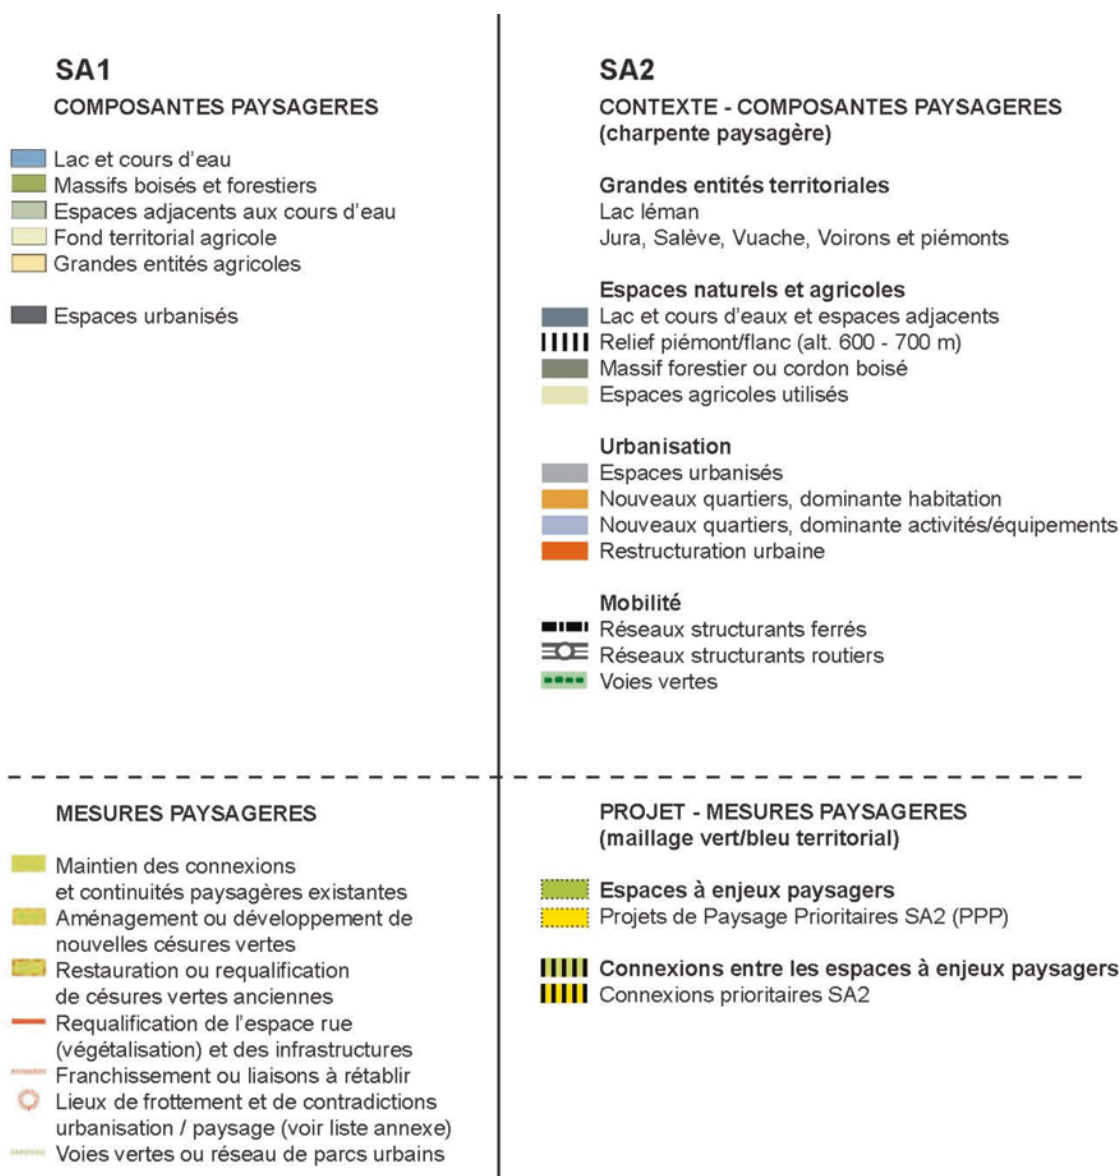 SA1
COMPOSANTES PAYSAGERES
Lac et cours d'eau
Massifs boisés et forestiers
Espaces adjacents aux cours d'eau
Fond territorial agricole
Grandes entités agricoles
Espaces urbanisés
MESURES PAYSAGERES
Maintien des connexions
et continuités paysagères existantes
Aménagement ou développement de
nouvelles césures vertes
Restauration ou requalification
de césures vertes anciennes
Requalification de l'espace rue
(végétalisation) et des infrastructures
Franchissement ou liaisons à rétablir
Lieux de frottement et de contradictions
urbanisation / paysage (voir liste annexe)
Voies vertes ou réseau de parcs urbains
SA2
CONTEXTE - COMPOSANTES PAYSAGERES
(charpente paysagère)
Grandes entités territoriales
Lac léman
Jura, Salève, Vuache, Voirons et piémonts
Espaces naturels et agricoles
Lac et cours d'eaux et espaces adjacents
Relief piémont/flanc (alt. 600 - 700 m)
Massif forestier ou cordon boisé
Espaces agricoles utilisés
Urbanisation
Espaces urbanisés
Nouveaux quartiers, dominante habitation
Nouveaux quartiers, dominante activités/équipements
Restructuration urbaine
Mobilité
Réseaux structurants ferrés
Réseaux structurants routiers
Voies vertes
PROJET - MESURES PAYSAGERES
(maillage vert/bleu territorial)
Espaces à enjeux paysagers
Projets de Paysage Prioritaires SA2 (PPP)
Connexions entre les espaces à enjeux paysagers
Connexions prioritaires SA2